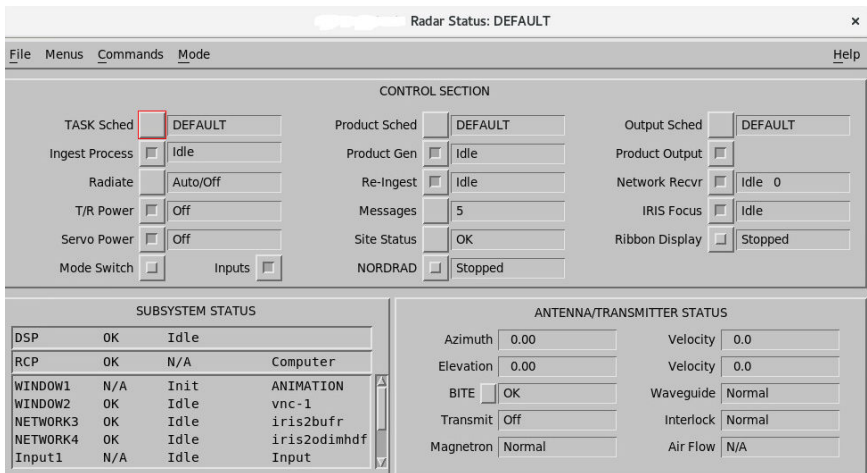 Radar Status: DEFAULT ×
File Menus Commands Mode Help
CONTROL SECTION
TASK Sched DEFAULT Product Sched DEFAULT Output Sched DEFAULT
Ingest Process Idle Product Gen Idle Product Output
Radiate Auto/Off Re-Ingest Idle Network Recvr Idle 0
T/R Power Off Messages 5 IRIS Focus Idle
Servo Power Off Site Status OK Ribbon Display Stopped
Mode Switch Inputs NORDRAD Stopped
SUBSYSTEM STATUS
DSP OK Idle
RCP OK N/A Computer
WINDOW1 N/A Init ANIMATION
WINDOW2 OK Idle vnc-1
NETWORK3 OK Idle iris2bufr
NETWORK4 OK Idle iris2odimhdf
Input1 N/A Idle Input
ANTENNA/TRANSMITTER STATUS
Azimuth 0.00 Velocity 0.0
Elevation 0.00 Velocity 0.0
BITE OK Waveguide Normal
Transmit Off Interlock Normal
Magnetron Normal Air Flow N/A